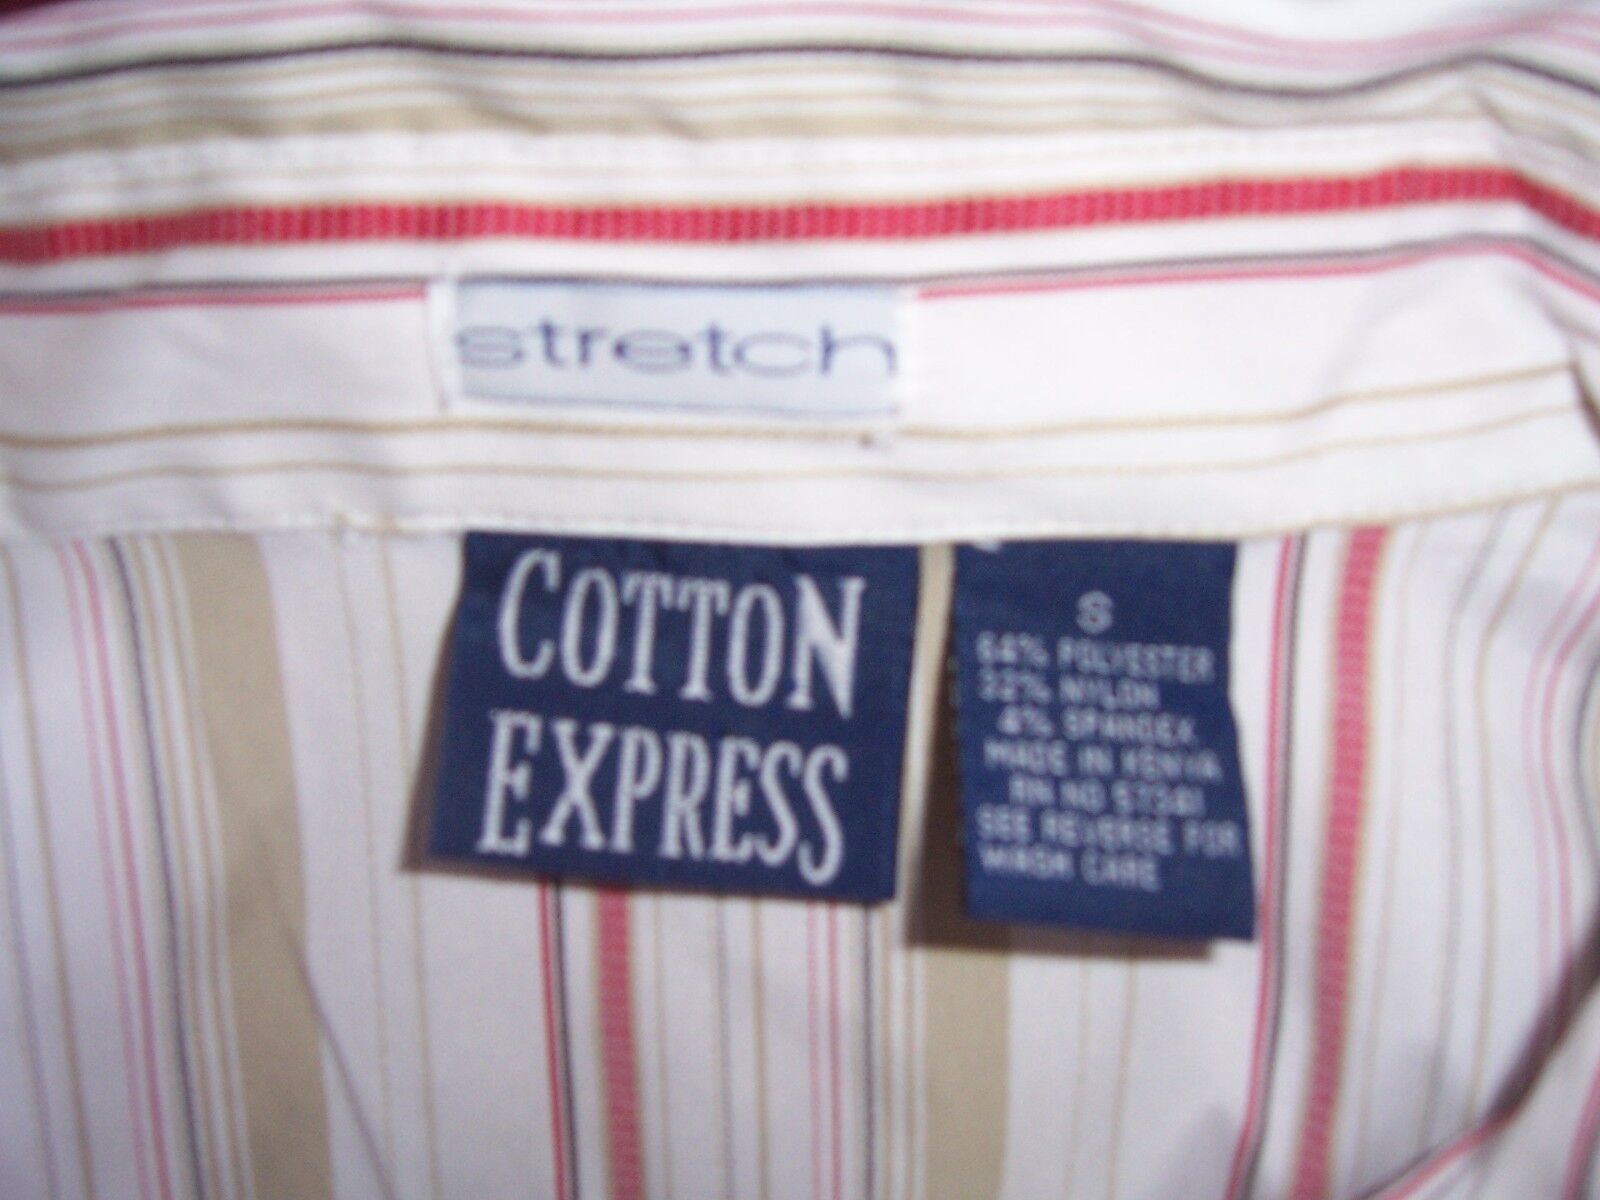 stretch
COTTON
EXPRESS
S
64% POLYESTER
32% NYLON
4% SPANDEX
MADE IN KENYA
RN NO 57341
SEE REVERSE FOR
WASH CARE